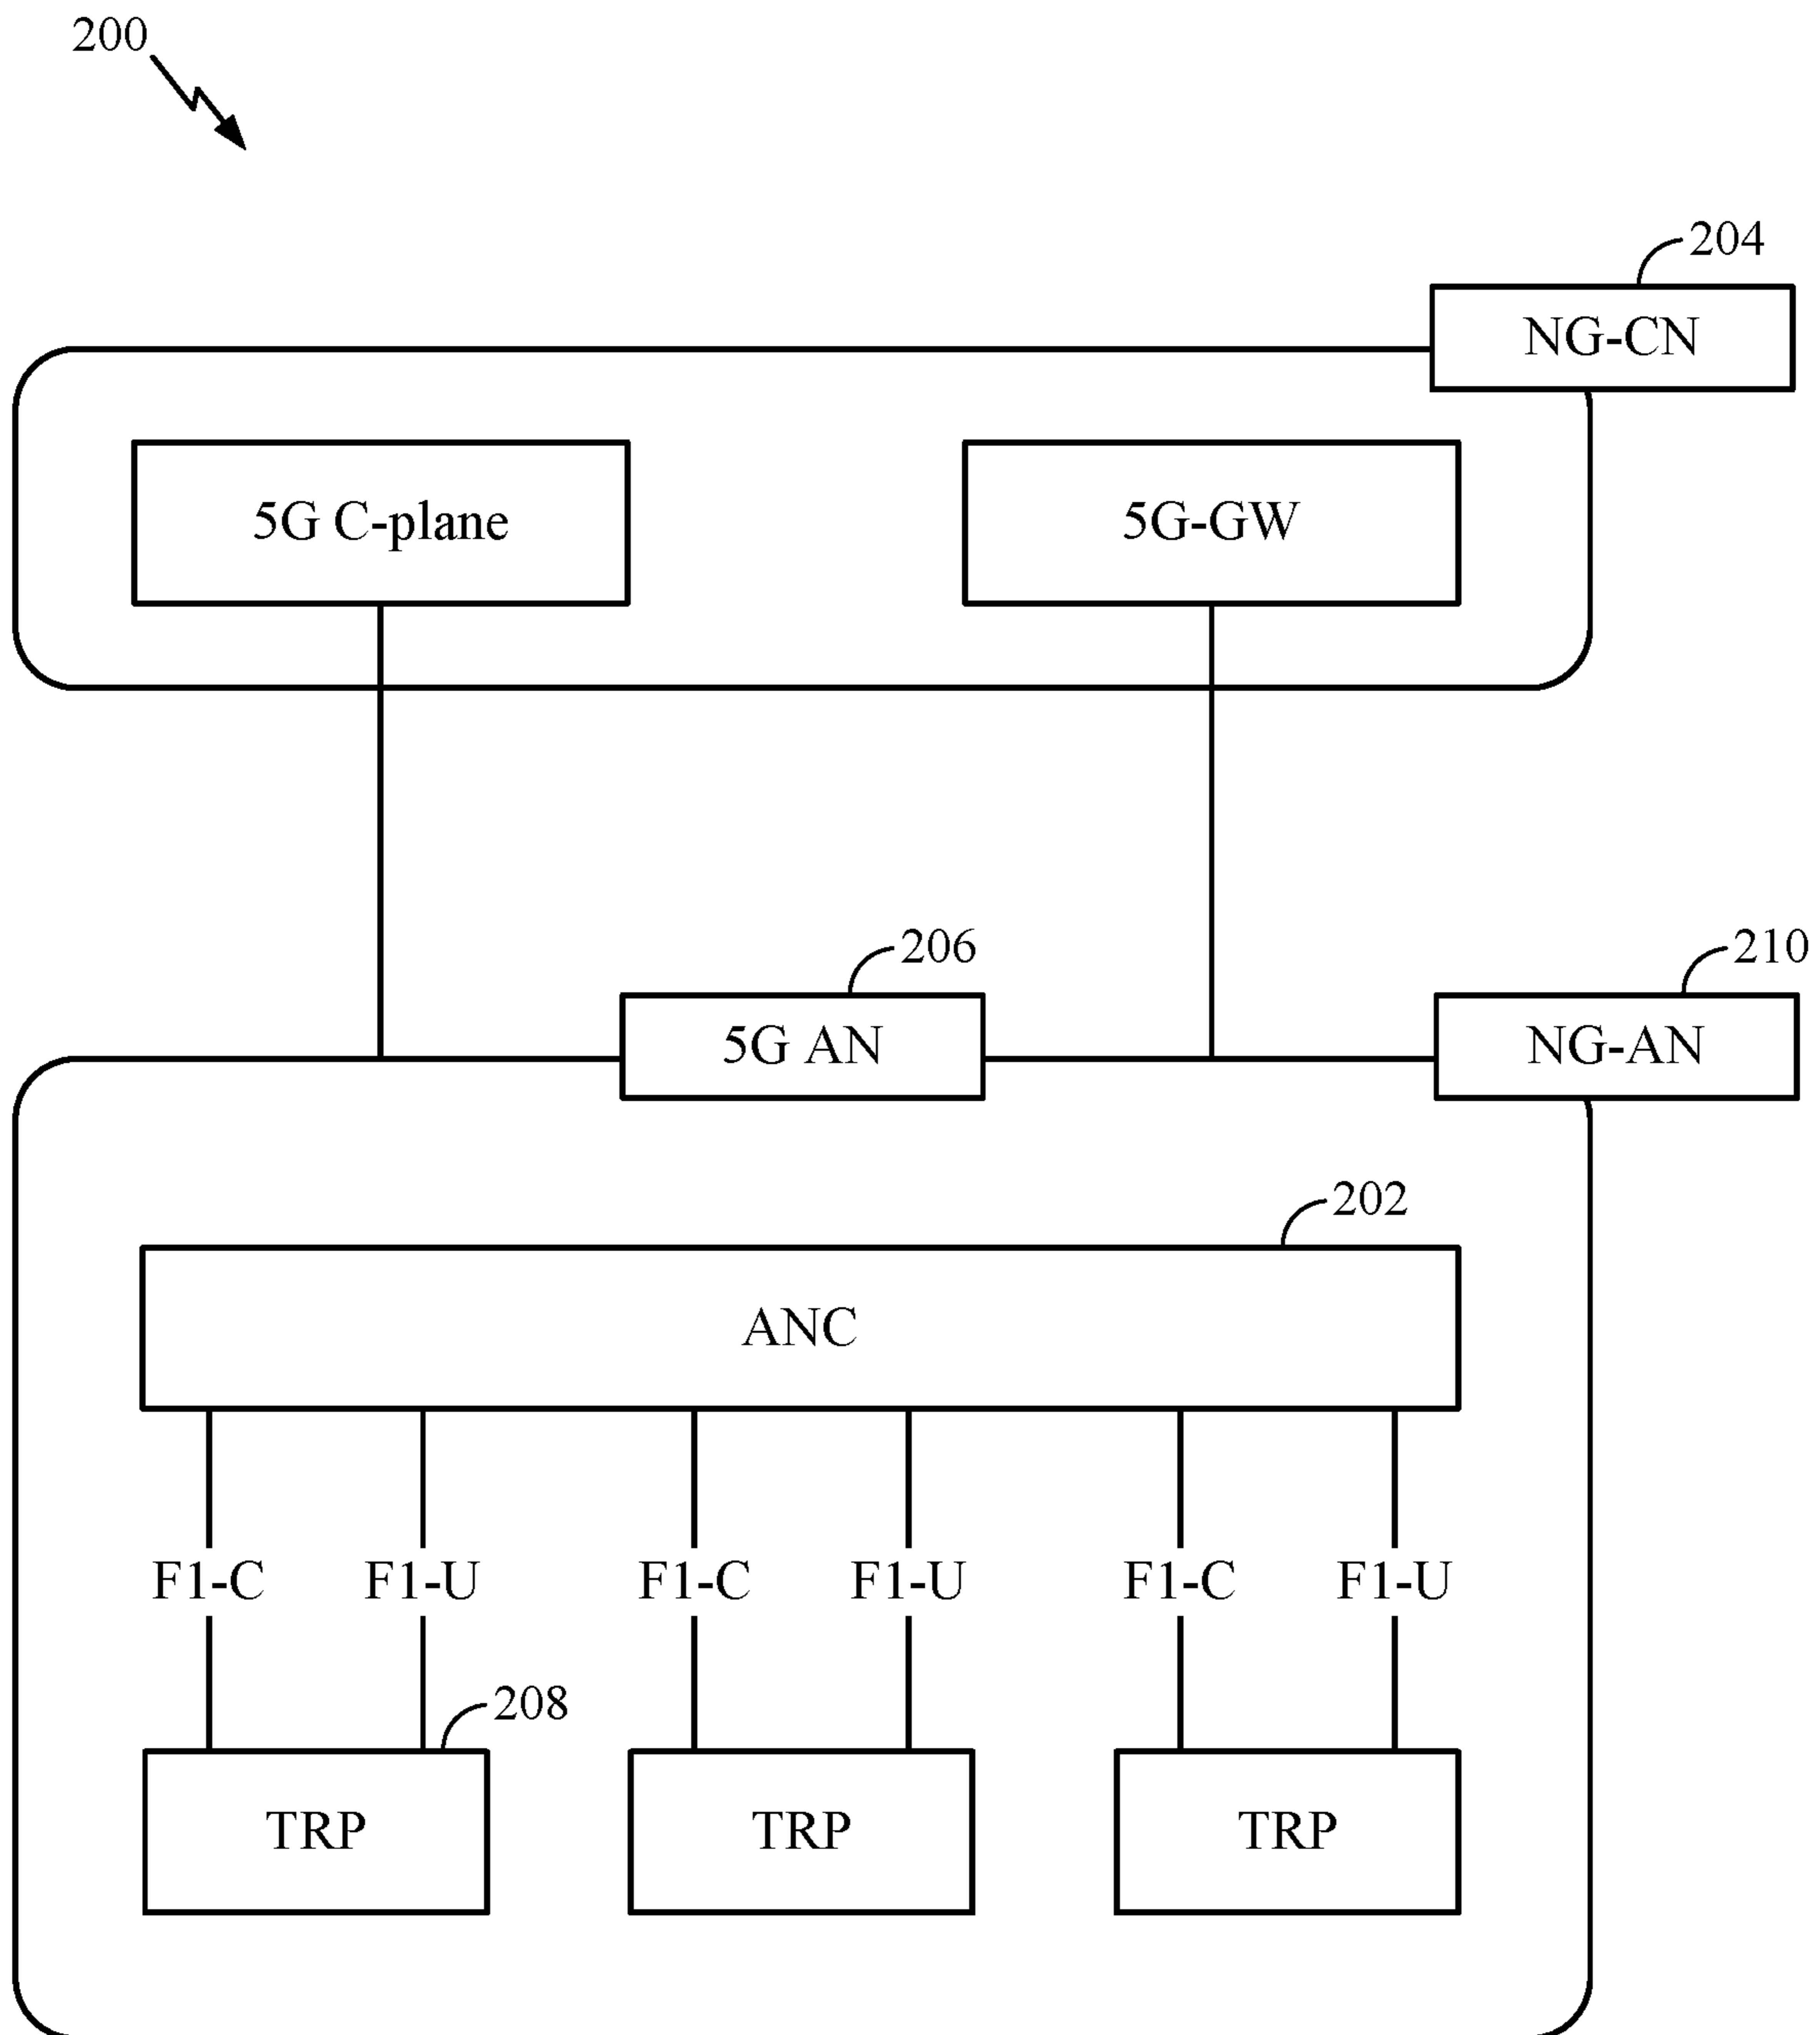 200
204
NG-CN
5G C-plane
5G-GW
206
210
5G AN
NG-AN
202
ANC
F1-C F1-U F1-C F1-U F1-C F1-U
208
TRP TRP TRP